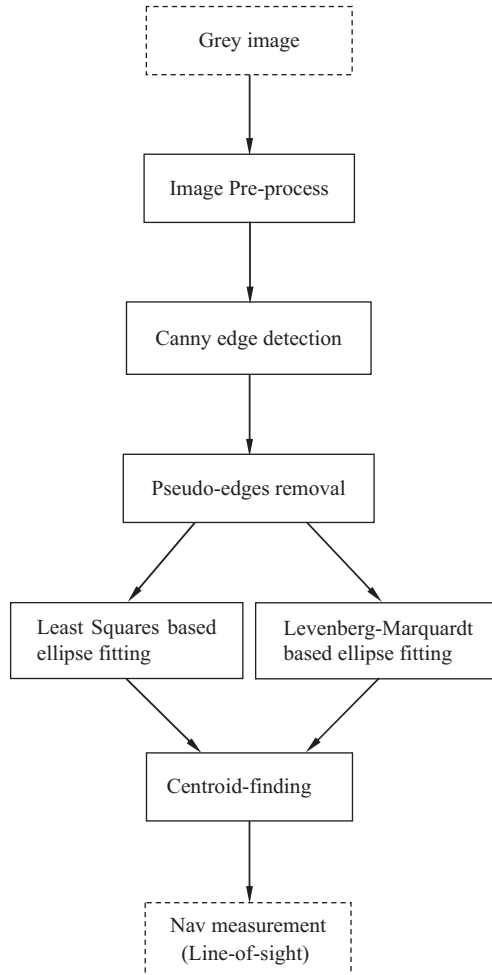 Grey image
Image Pre-process
Canny edge detection
Pseudo-edges removal
Least Squares based
ellipse fitting
Levenberg-Marquardt
based ellipse fitting
Centroid-finding
Nav measurement
(Line-of-sight)